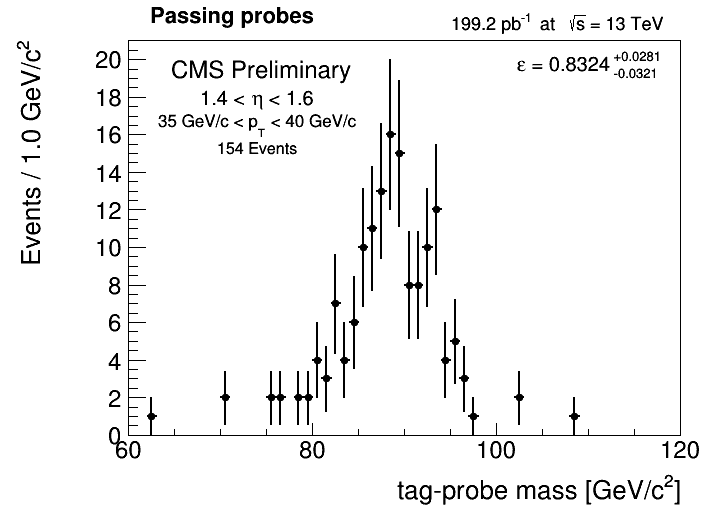 Passing probes
199.2 pb⁻¹ at √s = 13 TeV
CMS Preliminary
1.4 < η < 1.6
35 GeV/c < p_T < 40 GeV/c
154 Events
ε = 0.8324 +0.0281 -0.0321
Events / 1.0 GeV/c²
20
18
16
14
12
10
8
6
4
2
0
60 80 100 120
tag-probe mass [GeV/c²]